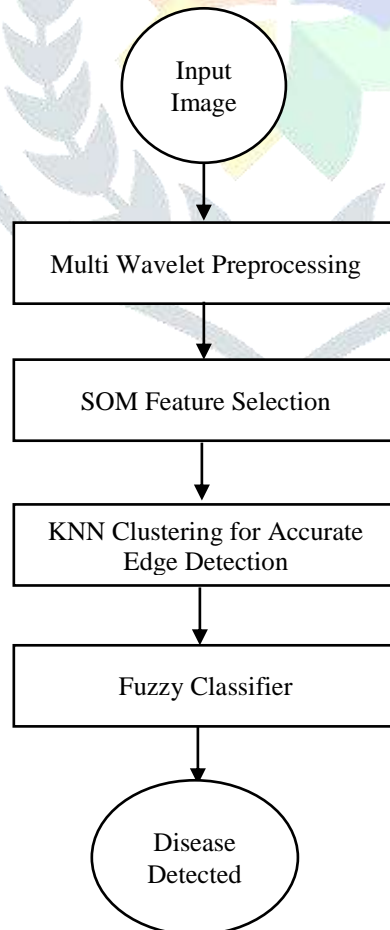 Input
Image
Multi Wavelet Preprocessing
SOM Feature Selection
KNN Clustering for Accurate
Edge Detection
Fuzzy Classifier
Disease
Detected